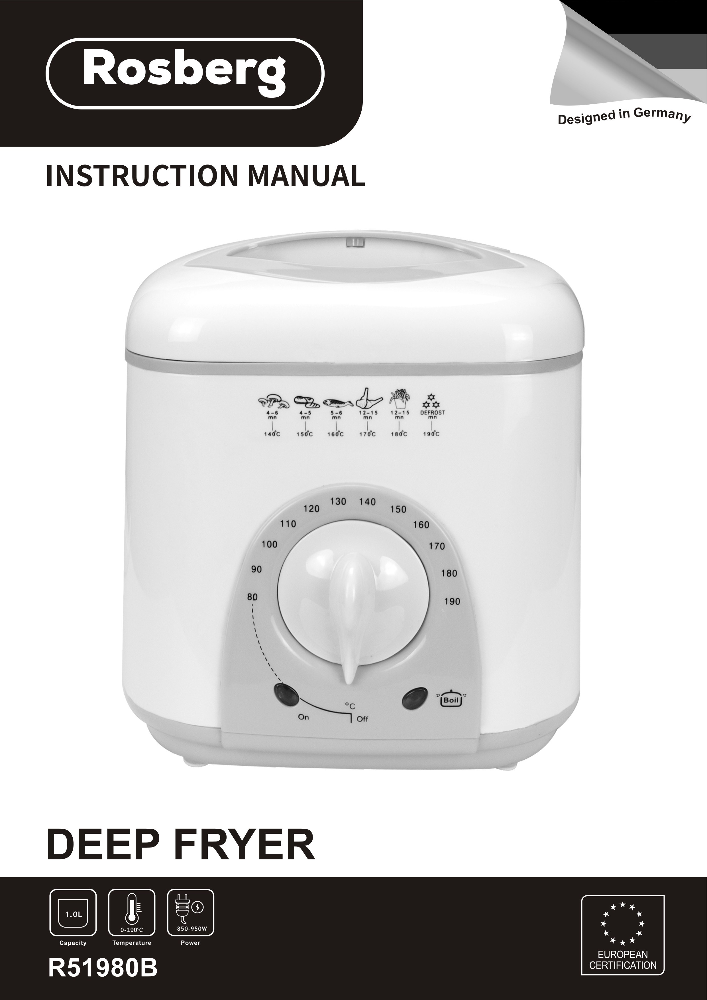 Rosberg
Designed in Germany
INSTRUCTION MANUAL
4-6 4-5 5-6 12-15 12-15 DEFROST
mn mn mn mn mn mn
140°C 150°C 160°C 170°C 180°C 190°C
130 140
120 150
110 160
100 170
90 180
80 190
Boil
°C
On Off
DEEP FRYER
1.0L 0-190°C 850-950W
Capacity Temperature Power
R51980B
EUROPEAN
CERTIFICATION